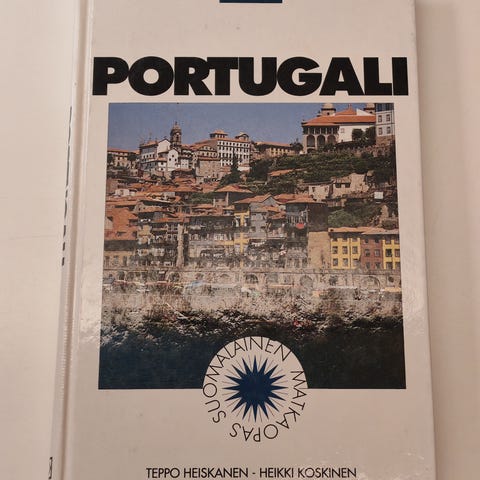 PORTUGALI
SUOMALAINEN MATKAOPAS
TEPPO HEISKANEN - HEIKKI KOSKINEN